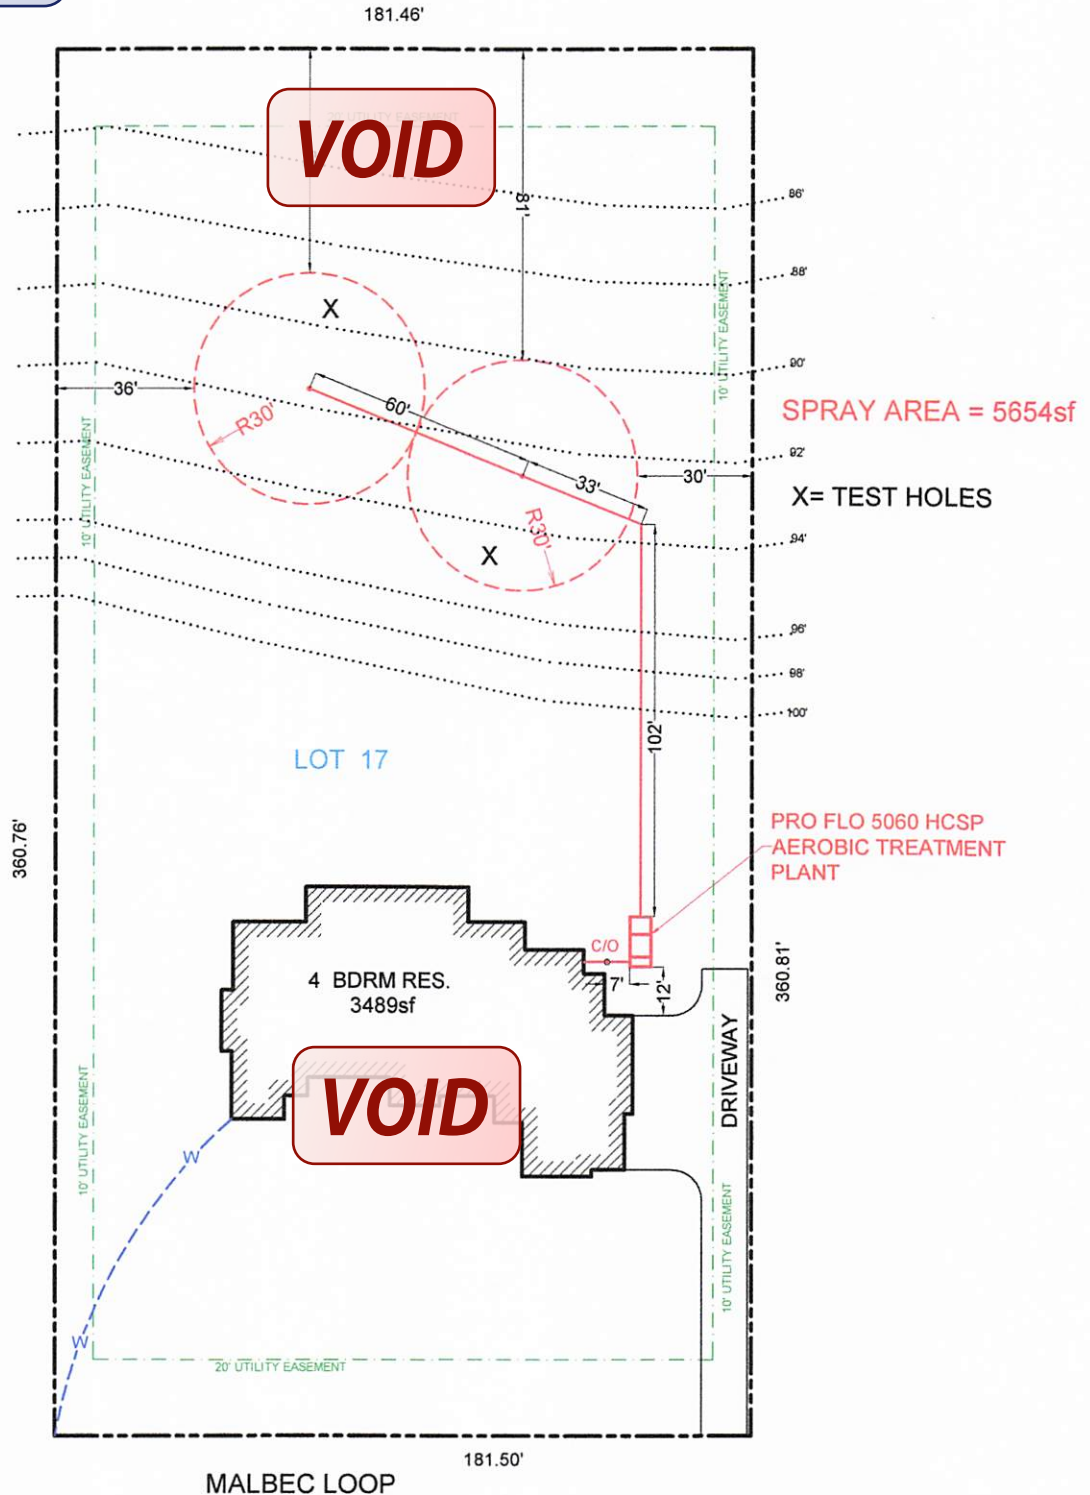 181.46'
20' UTILITY EASEMENT
VOID
86'
81'
88'
10' UTILITY EASEMENT
X
90'
36'
60'
SPRAY AREA = 5654sf
R30'
92'
33'
30'
X= TEST HOLES
10' UTILITY EASEMENT
R30'
94'
X
96'
98'
100'
102'
LOT 17
PRO FLO 5060 HCSP
AEROBIC TREATMENT
PLANT
360.76'
C/O
4 BDRM RES.
3489sf
7'
12'
360.81'
DRIVEWAY
VOID
10' UTILITY EASEMENT
W
10' UTILITY EASEMENT
W
20' UTILITY EASEMENT
181.50'
MALBEC LOOP